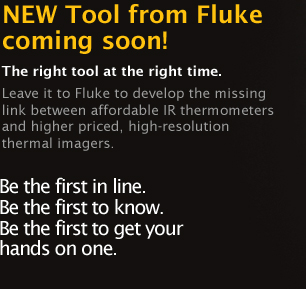 NEW Tool from Fluke
coming soon!
The right tool at the right time.
Leave it to Fluke to develop the missing
link between affordable IR thermometers
and higher priced, high-resolution
thermal imagers.
Be the first in line.
Be the first to know.
Be the first to get your
hands on one.